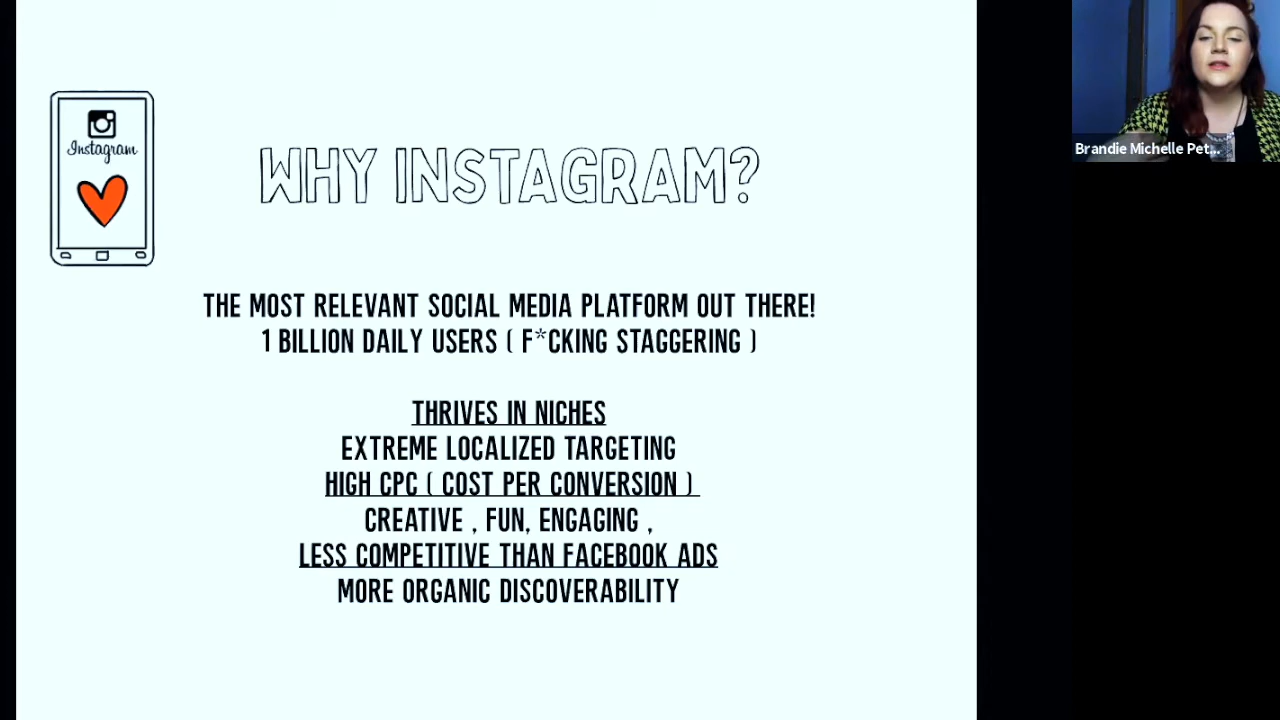 Instagram
WHY INSTAGRAM?
THE MOST RELEVANT SOCIAL MEDIA PLATFORM OUT THERE!
1 BILLION DAILY USERS ( F*CKING STAGGERING )
THRIVES IN NICHES
EXTREME LOCALIZED TARGETING
HIGH CPC ( COST PER CONVERSION )
CREATIVE , FUN, ENGAGING ,
LESS COMPETITIVE THAN FACEBOOK ADS
MORE ORGANIC DISCOVERABILITY
Brandie Michelle Pet...